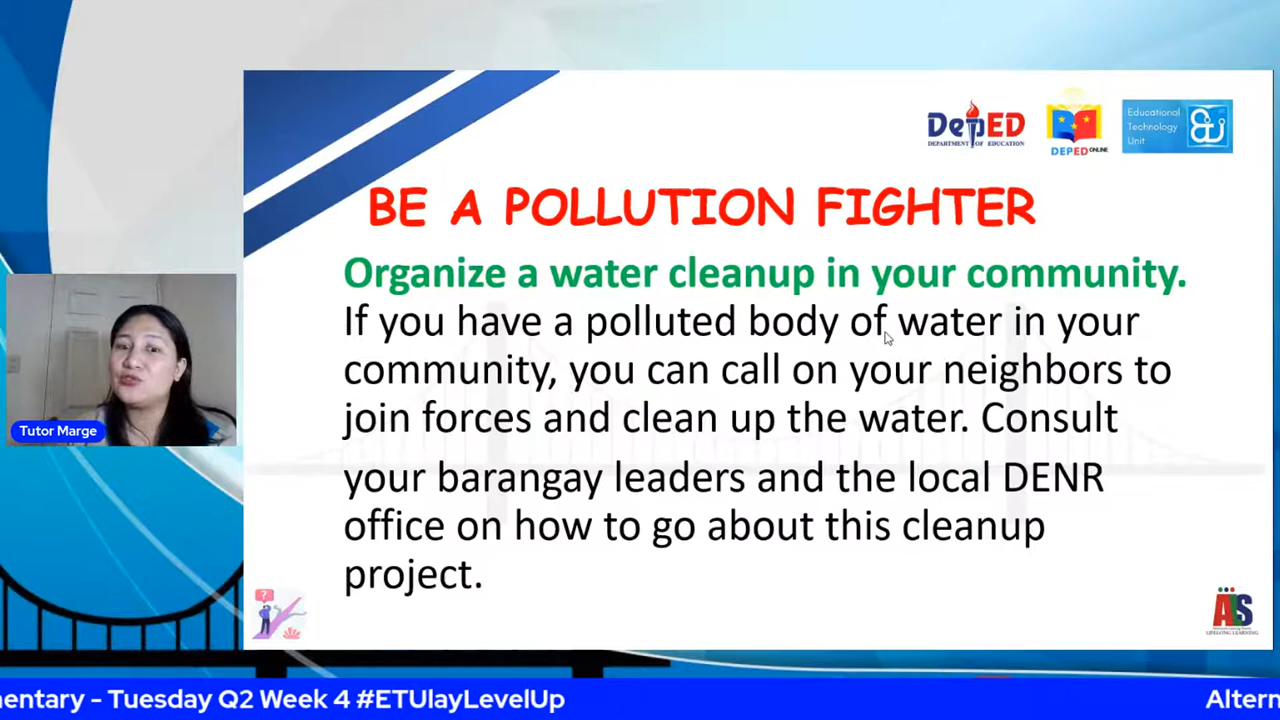 DepED
DEPARTMENT OF EDUCATION
DEPED ONLINE
Educational
Technology
Unit
BE A POLLUTION FIGHTER
Organize a water cleanup in your community.
If you have a polluted body of water in your
community, you can call on your neighbors to
join forces and clean up the water. Consult
your barangay leaders and the local DENR
office on how to go about this cleanup
project.
Tutor Marge
?
ALS
LIFELONG LEARNING
mentary - Tuesday Q2 Week 4 #ETUlayLevelUp
Altern